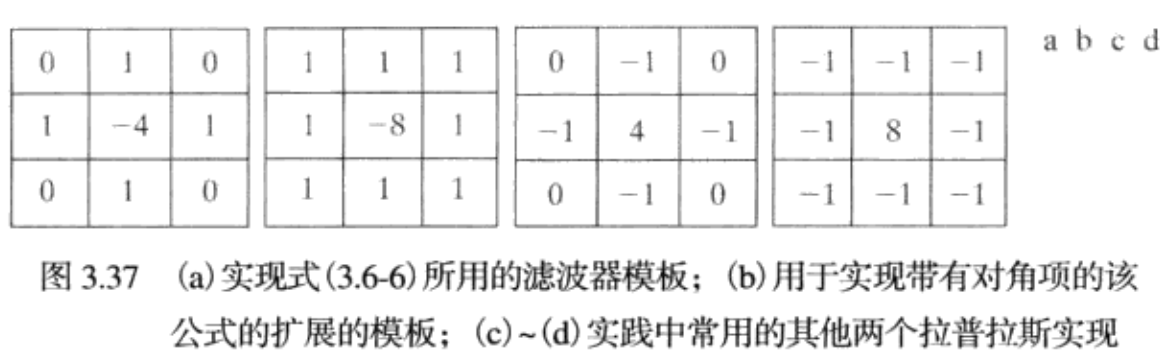 0 1 0 1 1 1 0 −1 0 −1 −1 −1 a b c d
1 −4 1 1 −8 1 −1 4 −1 −1 8 −1
0 1 0 1 1 1 0 −1 0 −1 −1 −1
图 3.37 (a)实现式(3.6-6)所用的滤波器模板；(b)用于实现带有对角项的该
公式的扩展的模板；(c)~(d)实践中常用的其他两个拉普拉斯实现